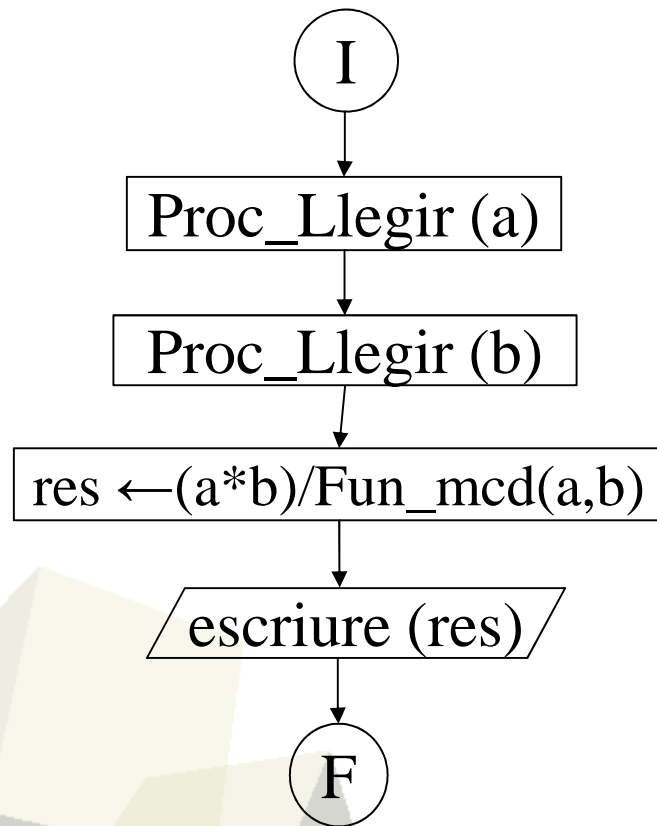 I
Proc_Llegir (a)
Proc_Llegir (b)
res ←(a*b)/Fun_mcd(a,b)
escriure (res)
F